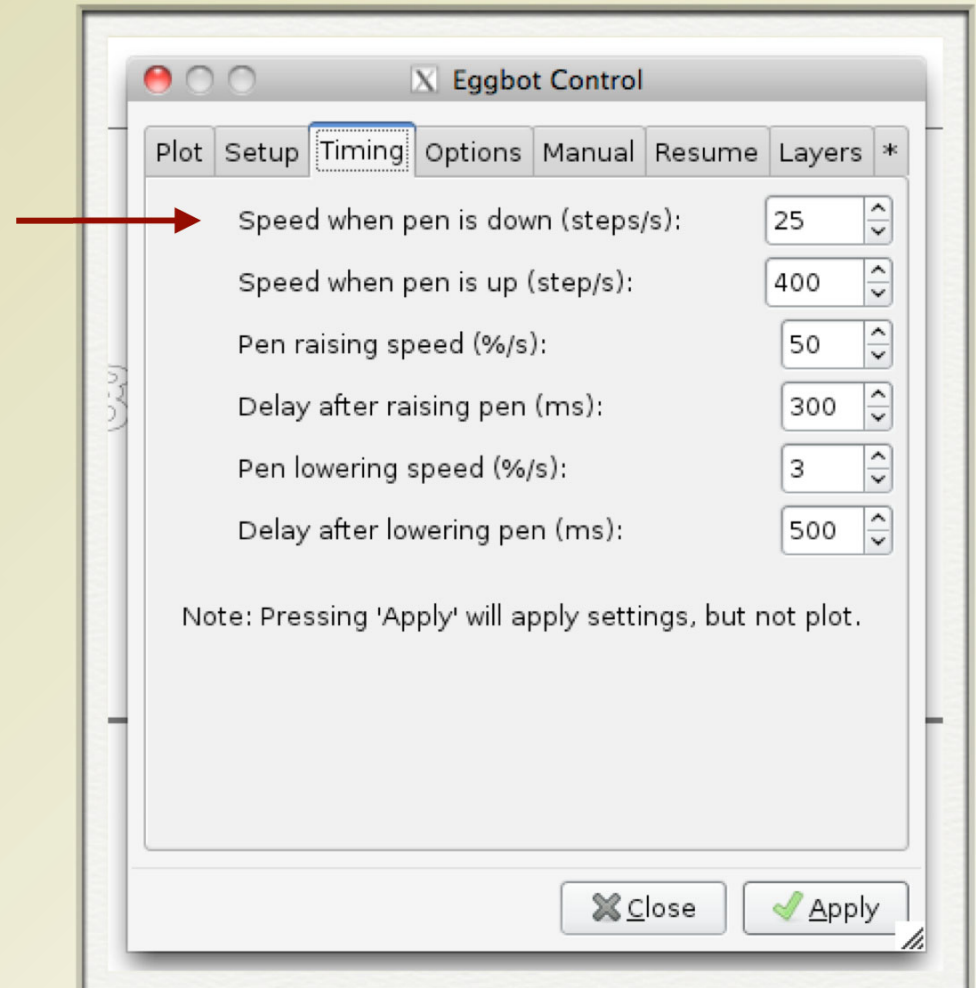 Eggbot Control
Plot Setup Timing Options Manual Resume Layers *
Speed when pen is down (steps/s): 25
Speed when pen is up (step/s): 400
Pen raising speed (%/s): 50
Delay after raising pen (ms): 300
Pen lowering speed (%/s): 3
Delay after lowering pen (ms): 500
Note: Pressing 'Apply' will apply settings, but not plot.
Close Apply